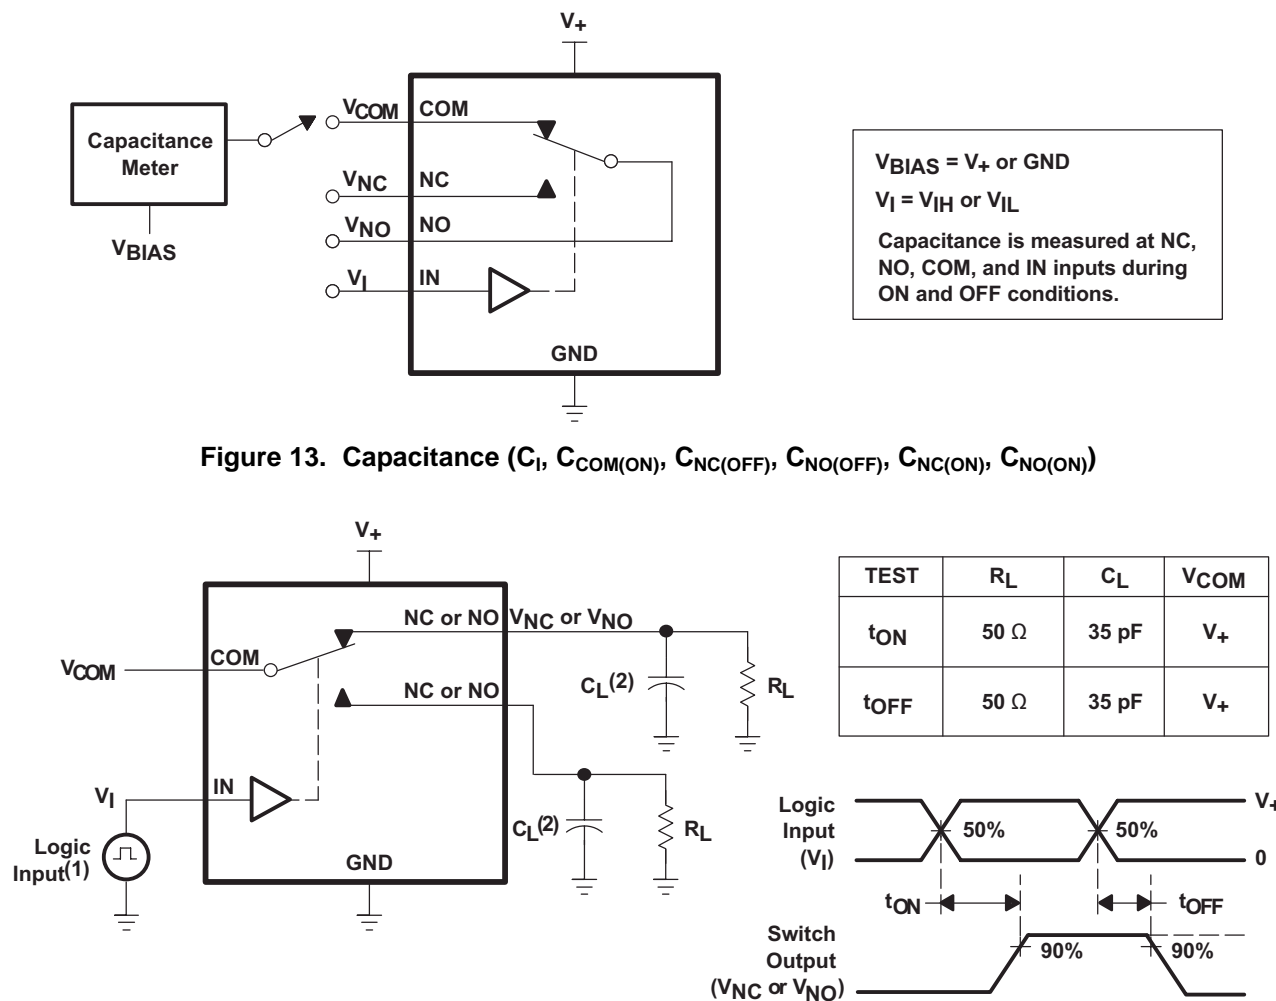 V+
Capacitance
Meter
VBIAS
VCOM COM
VNC NC
VNO NO
VI IN
GND
VBIAS = V+ or GND
VI = VIH or VIL
Capacitance is measured at NC,
NO, COM, and IN inputs during
ON and OFF conditions.
Figure 13. Capacitance (CI, CCOM(ON), CNC(OFF), CNO(OFF), CNC(ON), CNO(ON))
V+
NC or NO VNC or VNO
VCOM COM
CL(2) RL
NC or NO
VI IN
CL(2) RL
Logic
Input(1)
GND
TEST RL CL VCOM
tON 50 Ω 35 pF V+
tOFF 50 Ω 35 pF V+
Logic
Input
(VI)
50% 50%
V+
0
tON tOFF
Switch
Output
(VNC or VNO)
90% 90%